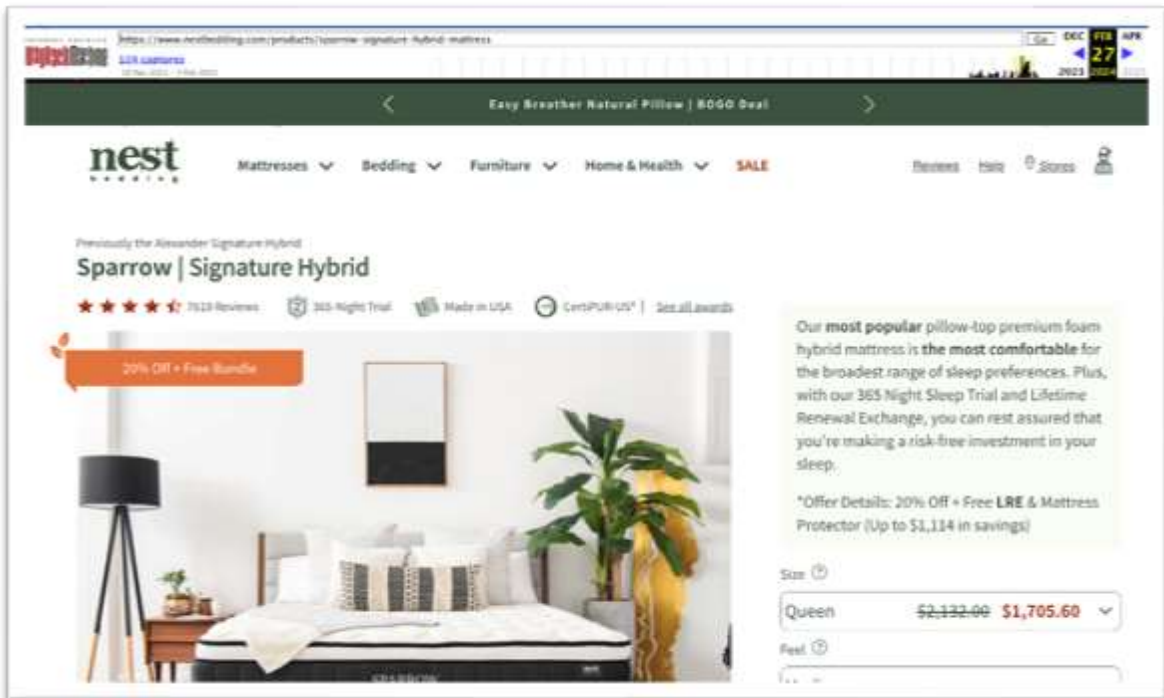 https://www.nestbedding.com/products/sparrow-signature-hybrid-mattress
Go
DEC FEB APR
captures
27
2023 2024
Easy Breather Natural Pillow | BOGO Deal
nest
bedding
Mattresses
Bedding
Furniture
Home & Health
SALE
Reviews
Help
Stores
Previously the Alexander Signature Hybrid
Sparrow | Signature Hybrid
Reviews
365-Night Trial
Made in USA
CertiPUR-US® |
See all awards
20% Off + Free Bundle
Our most popular pillow-top premium foam
hybrid mattress is the most comfortable for
the broadest range of sleep preferences. Plus,
with our 365 Night Sleep Trial and Lifetime
Renewal Exchange, you can rest assured that
you're making a risk-free investment in your
sleep.
*Offer Details: 20% Off + Free LRE & Mattress
Protector (Up to $1,114 in savings)
Size
Queen $2,132.00 $1,705.60
Feel
nest
SPARROW